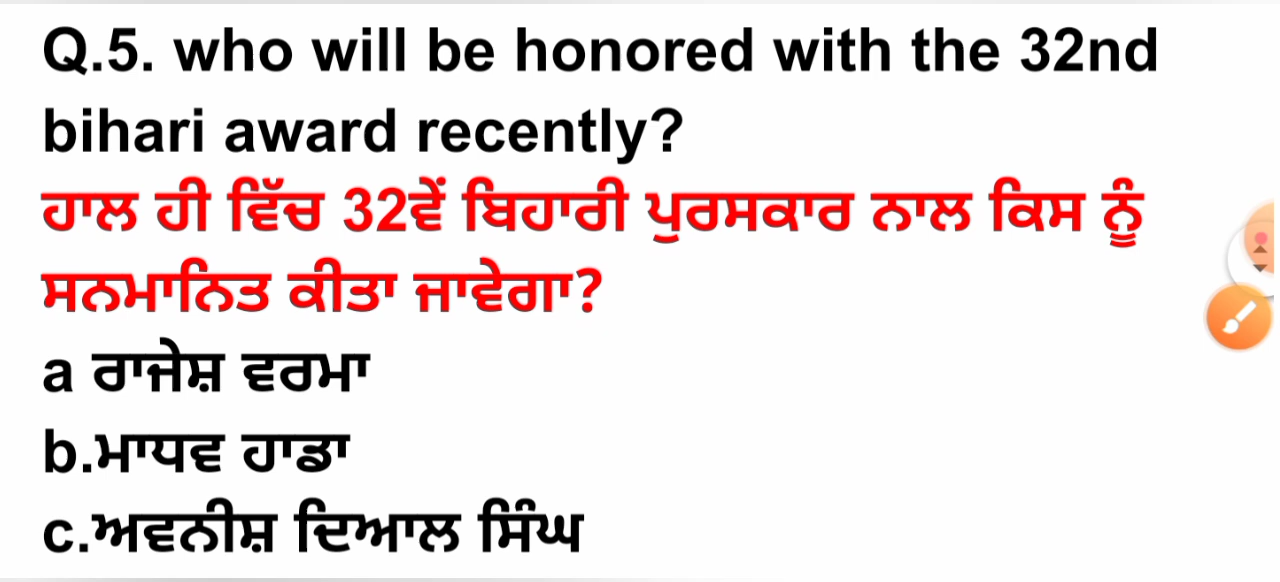 Q.5. who will be honored with the 32nd
bihari award recently?
ਹਾਲ ਹੀ ਵਿੱਚ 32ਵੇਂ ਬਿਹਾਰੀ ਪੁਰਸਕਾਰ ਨਾਲ ਕਿਸ ਨੂੰ
ਸਨਮਾਨਿਤ ਕੀਤਾ ਜਾਵੇਗਾ?
a ਰਾਜੇਸ਼ ਵਰਮਾ
b.ਮਾਧਵ ਹਾਡਾ
c.ਅਵਨੀਸ਼ ਦਿਆਲ ਸਿੰਘ